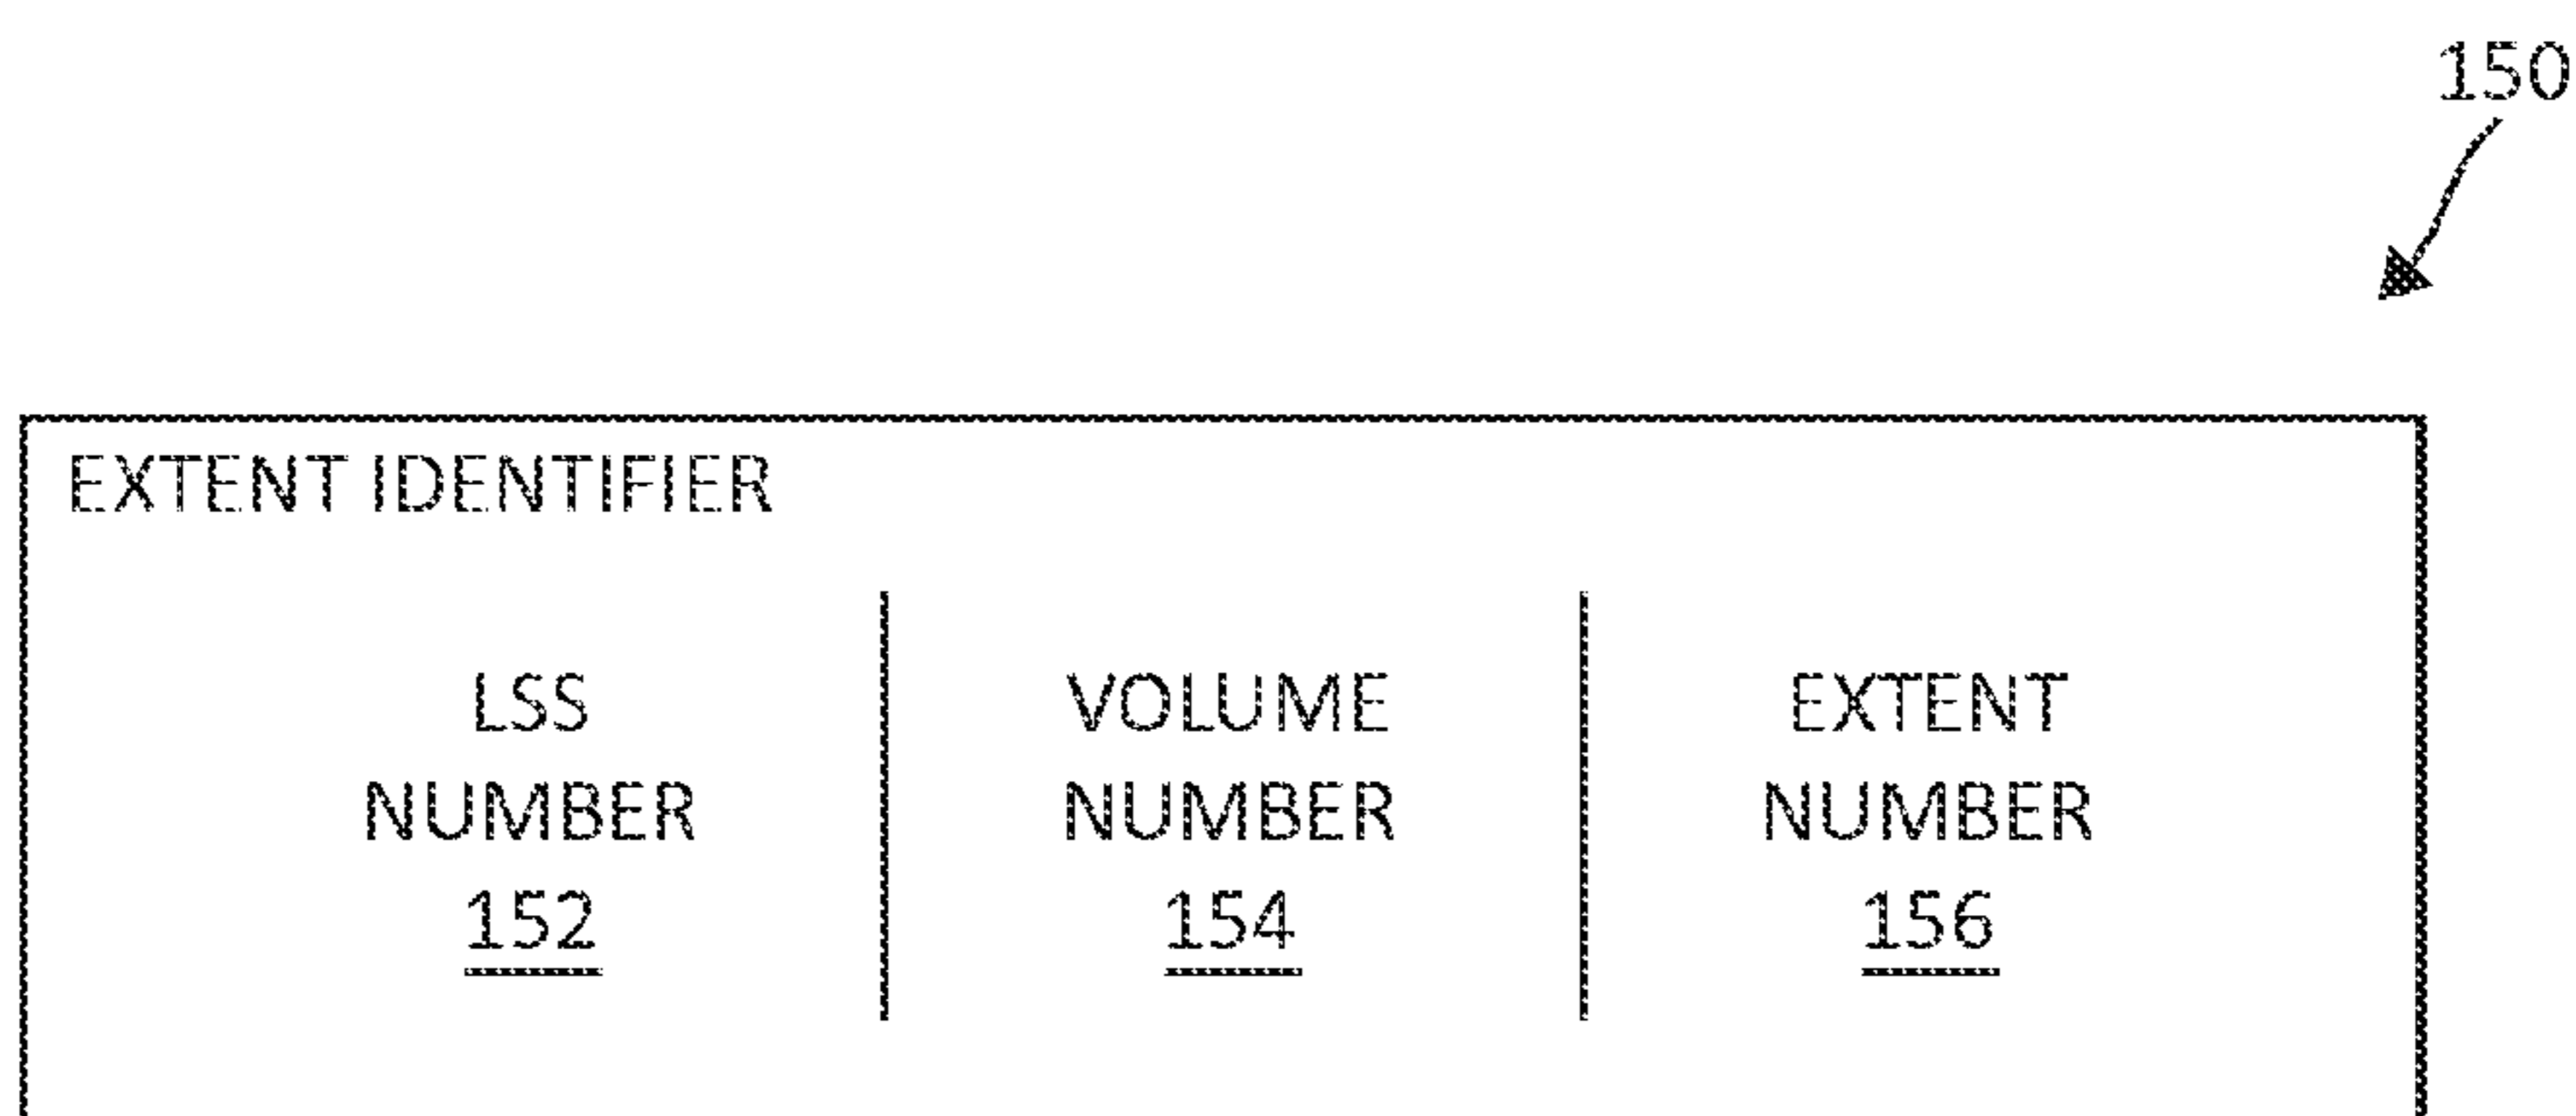 150
EXTENT IDENTIFIER
LSS
NUMBER
152
VOLUME
NUMBER
154
EXTENT
NUMBER
156